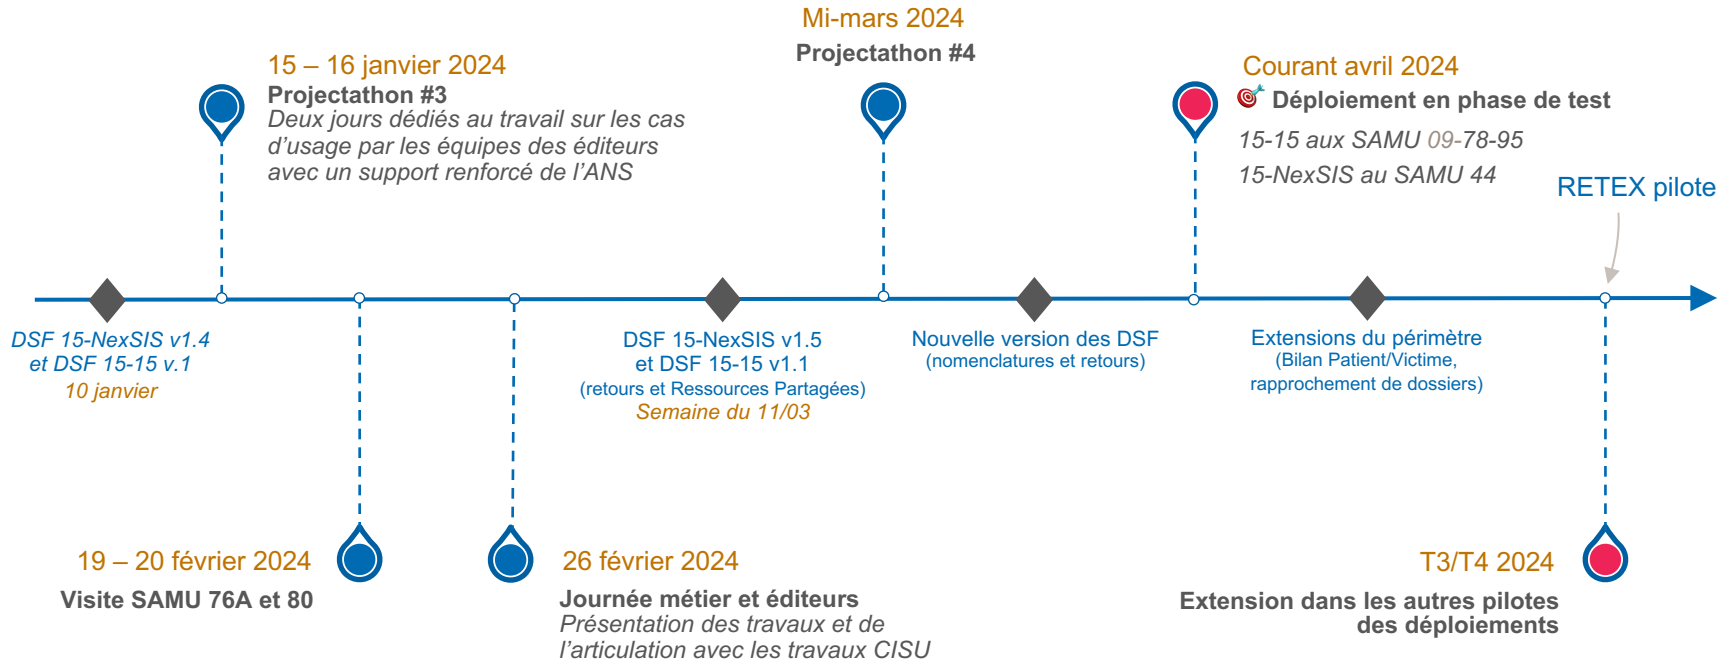 15 – 16 janvier 2024
Projectathon #3
Deux jours dédiés au travail sur les cas
d’usage par les équipes des éditeurs
avec un support renforcé de l’ANS
Mi-mars 2024
Projectathon #4
Courant avril 2024
Déploiement en phase de test
15-15 aux SAMU 09-78-95
15-NexSIS au SAMU 44
RETEX pilote
DSF 15-NexSIS v1.4
et DSF 15-15 v.1
10 janvier
DSF 15-NexSIS v1.5
et DSF 15-15 v1.1
(retours et Ressources Partagées)
Semaine du 11/03
Nouvelle version des DSF
(nomenclatures et retours)
Extensions du périmètre
(Bilan Patient/Victime,
rapprochement de dossiers)
19 – 20 février 2024
Visite SAMU 76A et 80
26 février 2024
Journée métier et éditeurs
Présentation des travaux et de
l’articulation avec les travaux CISU
T3/T4 2024
Extension dans les autres pilotes
des déploiements